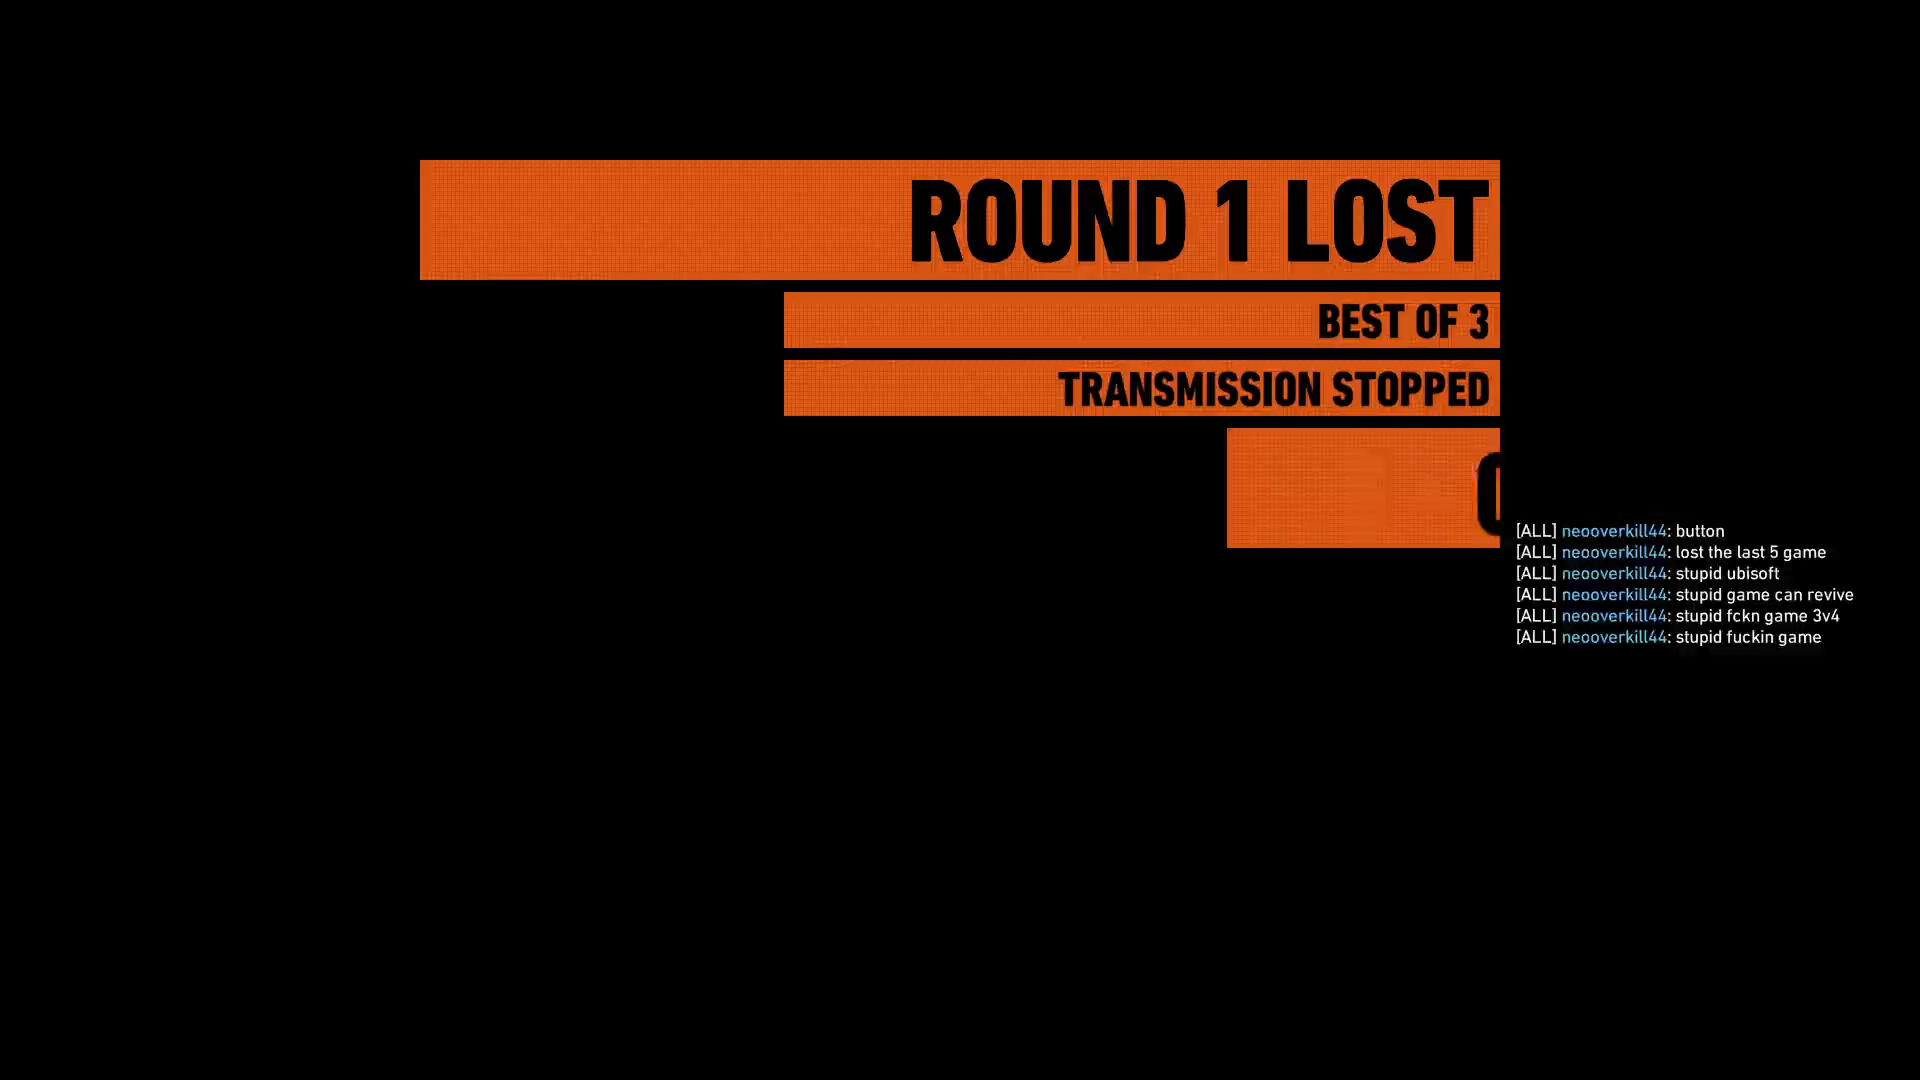 ROUND 1 LOST
BEST OF 3
TRANSMISSION STOPPED
[ALL] neooverkill44: button
[ALL] neooverkill44: lost the last 5 game
[ALL] neooverkill44: stupid ubisoft
[ALL] neooverkill44: stupid game can revive
[ALL] neooverkill44: stupid fckn game 3v4
[ALL] neooverkill44: stupid fuckin game